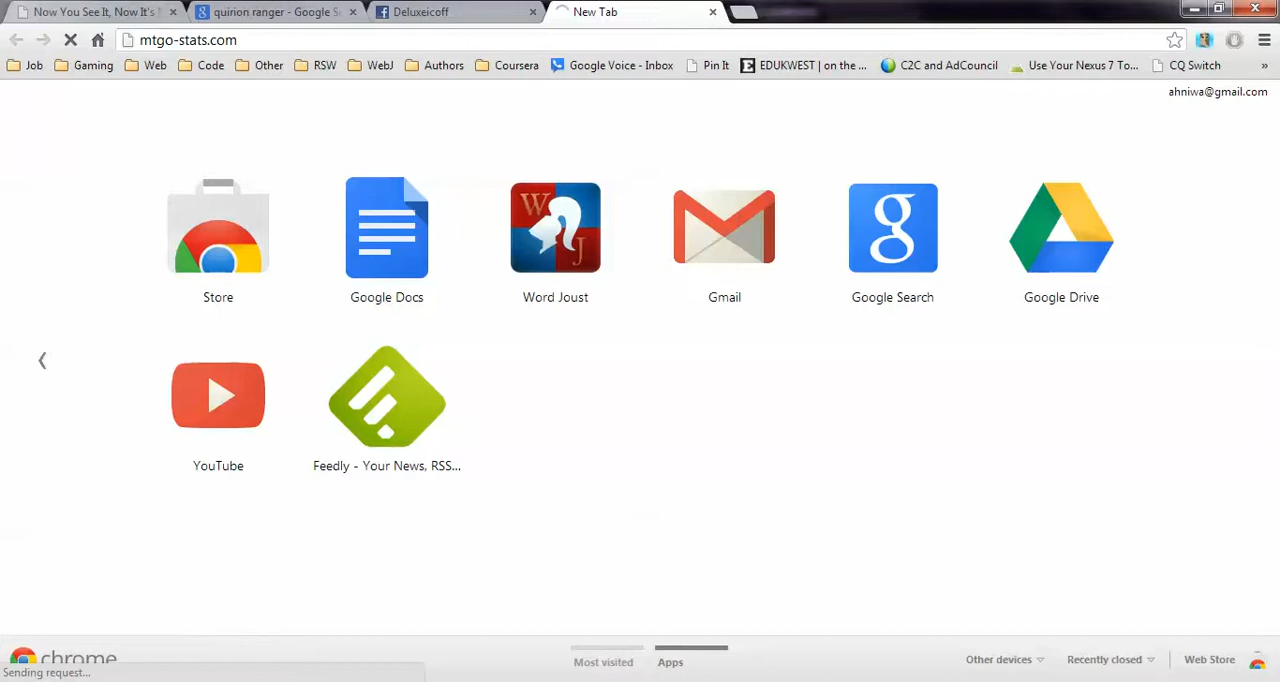 Now You See It, Now It's
quirion ranger - Google Se
Deluxeicoff
New Tab
mtgo-stats.com
Job Gaming Web Code Other RSW WebJ Authors Coursera Google Voice - Inbox Pin It EDUKWEST | on the ... C2C and AdCouncil Use Your Nexus 7 To... CQ Switch »
ahniwa@gmail.com
W J
Store Google Docs Word Joust Gmail Google Search Google Drive
YouTube Feedly - Your News, RSS...
chrome
Most visited Apps
Other devices Recently closed Web Store
Sending request...